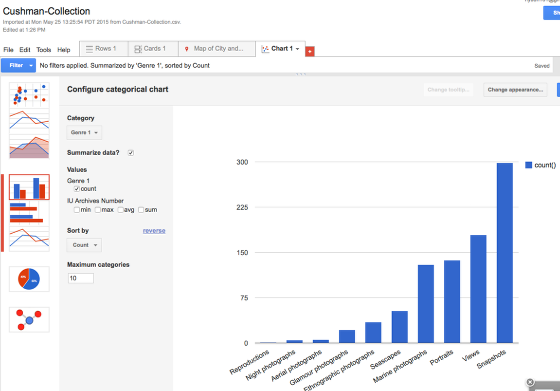 Cushman-Collection
Imported at Mon May 25 13:25:54 PDT 2015 from Cushman-Collection.csv.
Edited at 1:26 PM
File Edit Tools Help
Rows 1
Cards 1
Map of City and...
Chart 1
Filter
No filters applied. Summarized by 'Genre 1', sorted by Count
Saved
Configure categorical chart
Change tooltip...
Change appearance...
Category
Genre 1
Summarize data?
Values
Genre 1
count
IU Archives Number
min max avg sum
Sort by
reverse
Count
Maximum categories
10
300
225
150
75
0
count()
Reproductions
Night photographs
Aerial photographs
Glamour photographs
Ethnographic photographs
Seascapes
Marine photographs
Portraits
Views
Snapshots